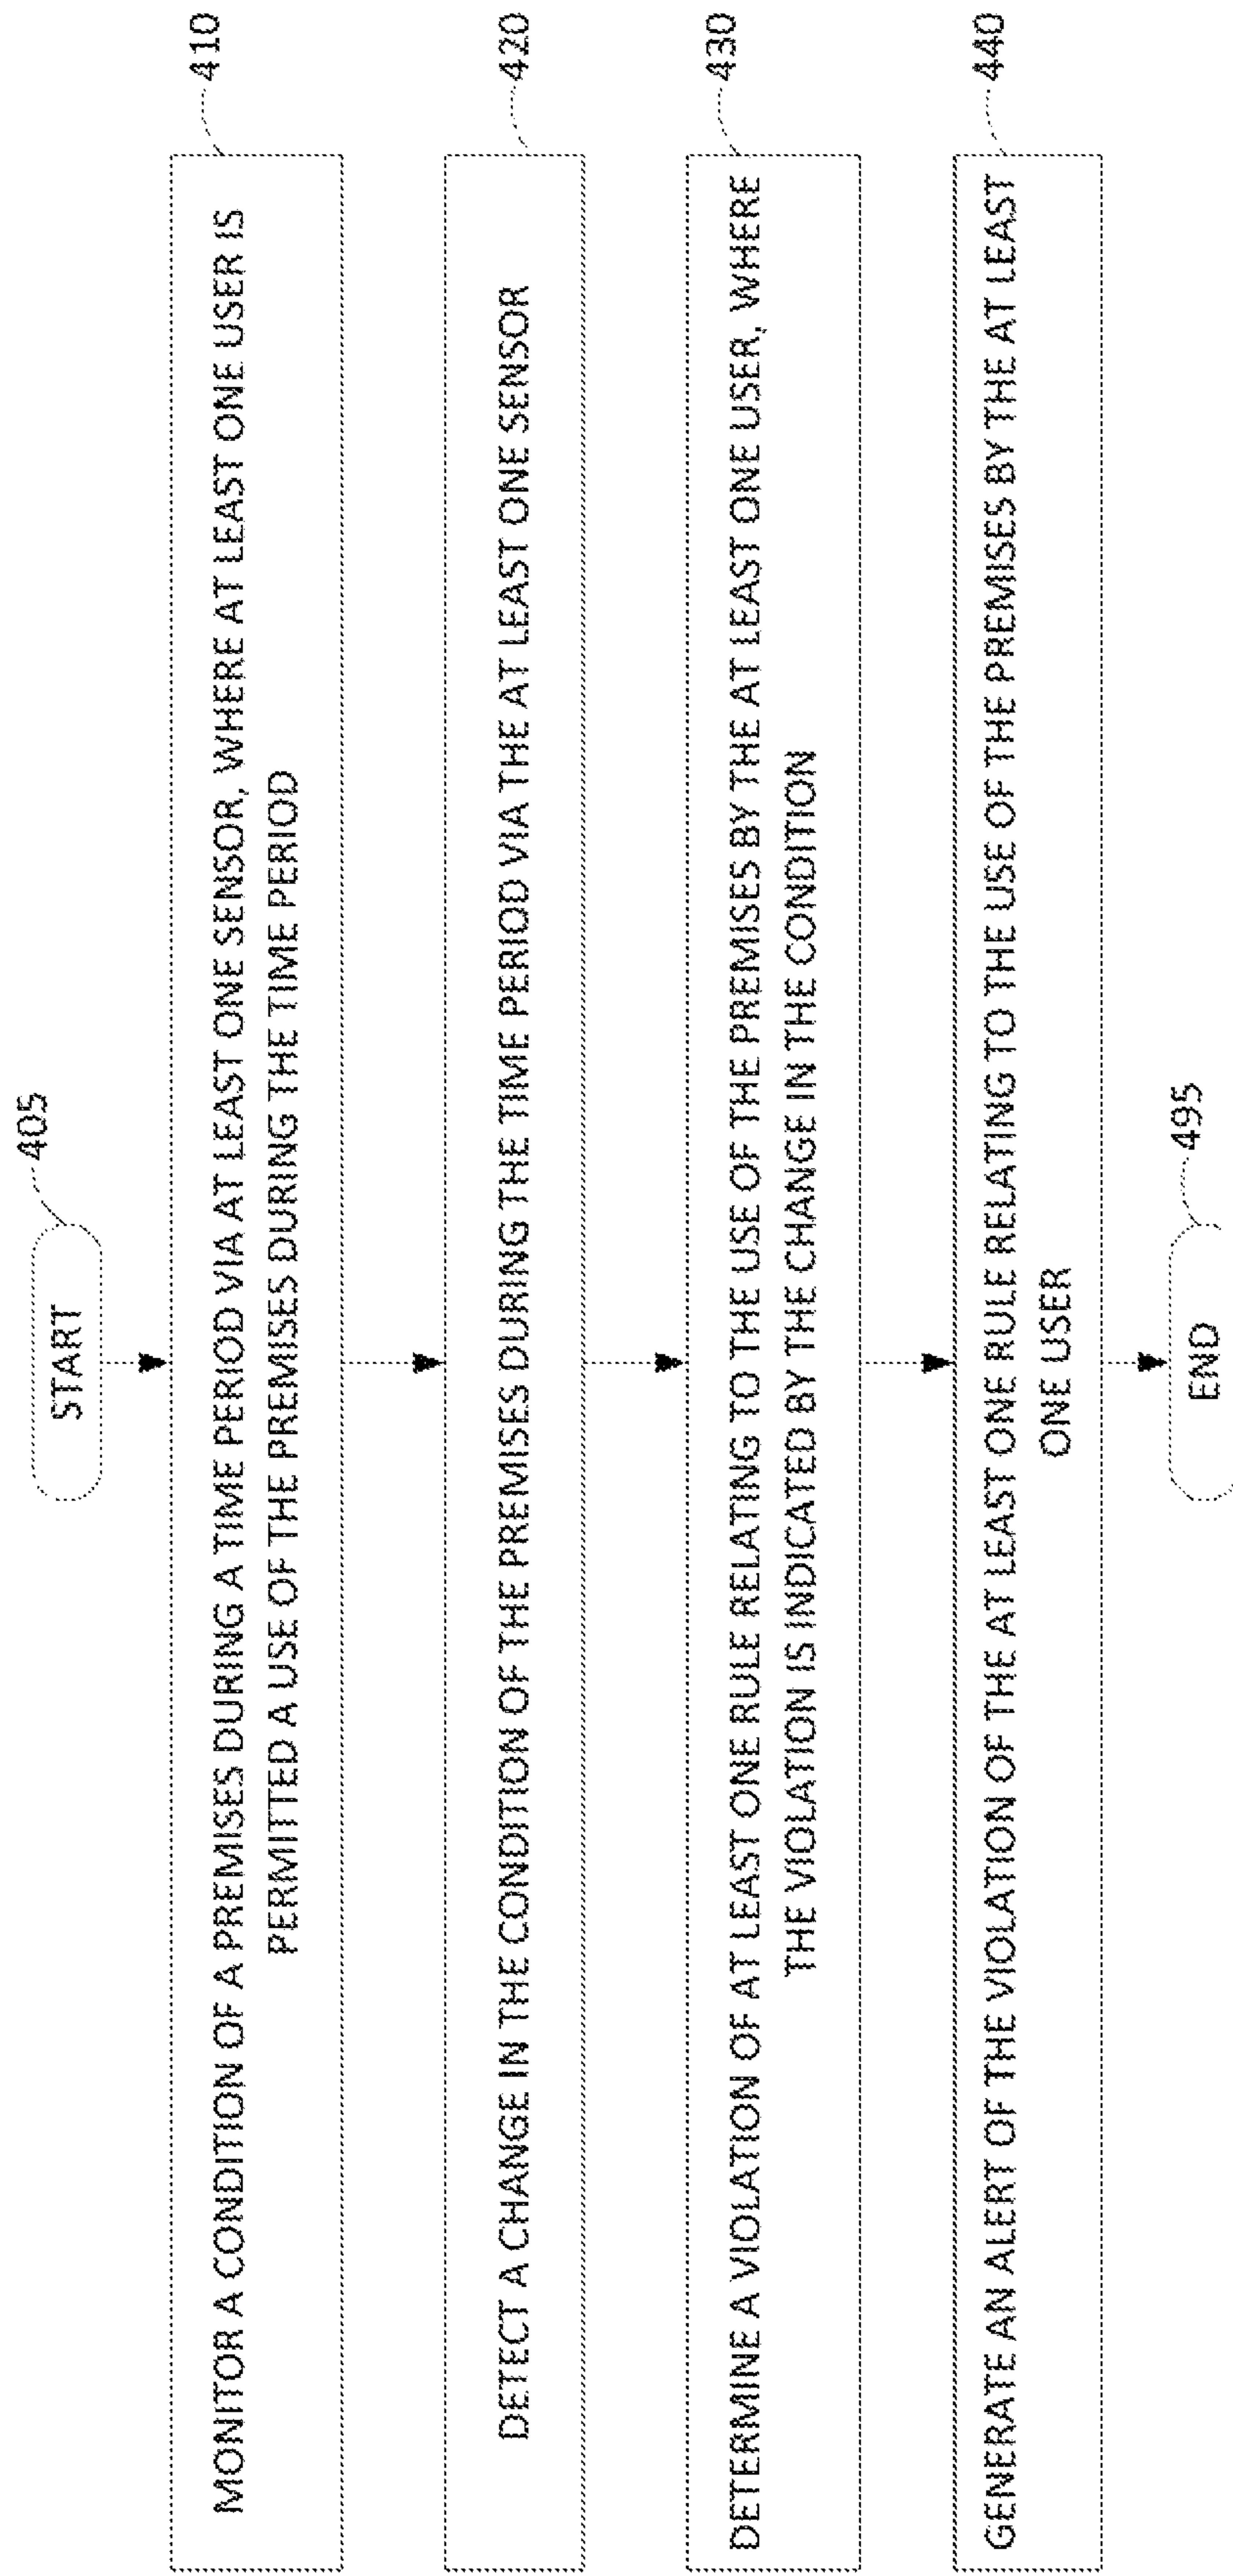 405
START
410
MONITOR A CONDITION OF A PREMISES DURING A TIME PERIOD VIA AT LEAST ONE SENSOR, WHERE AT LEAST ONE USER IS
PERMITTED A USE OF THE PREMISES DURING THE TIME PERIOD
420
DETECT A CHANGE IN THE CONDITION OF THE PREMISES DURING THE TIME PERIOD VIA THE AT LEAST ONE SENSOR
430
DETERMINE A VIOLATION OF AT LEAST ONE RULE RELATING TO THE USE OF THE PREMISES BY THE AT LEAST ONE USER, WHERE
THE VIOLATION IS INDICATED BY THE CHANGE IN THE CONDITION
440
GENERATE AN ALERT OF THE VIOLATION OF THE AT LEAST ONE RULE RELATING TO THE USE OF THE PREMISES BY THE AT LEAST
ONE USER
495
END